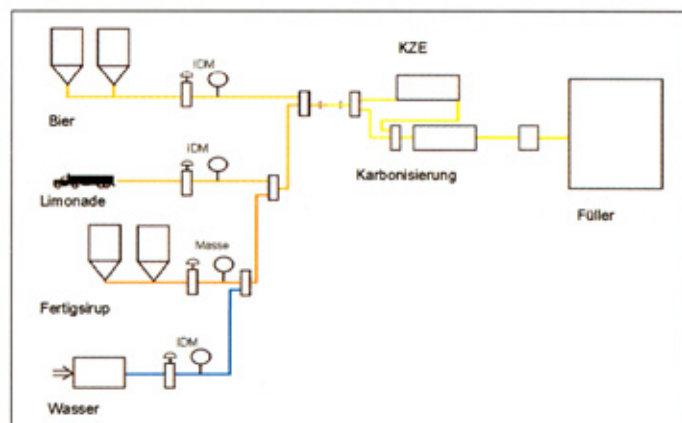 KZE
IDM
Bier
IDM
Karbonisierung
Limonade
Füller
Masse
Fertigsirup
IDM
Wasser